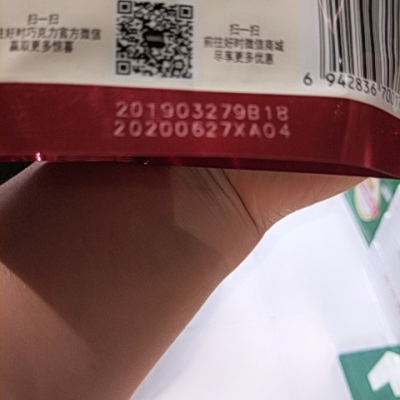 扫一扫
好时巧克力官方微信
赢取更多惊喜
扫一扫
前往好时微信商城
尽享更多优惠
6 942836 70
201903279B18
20200627XA04